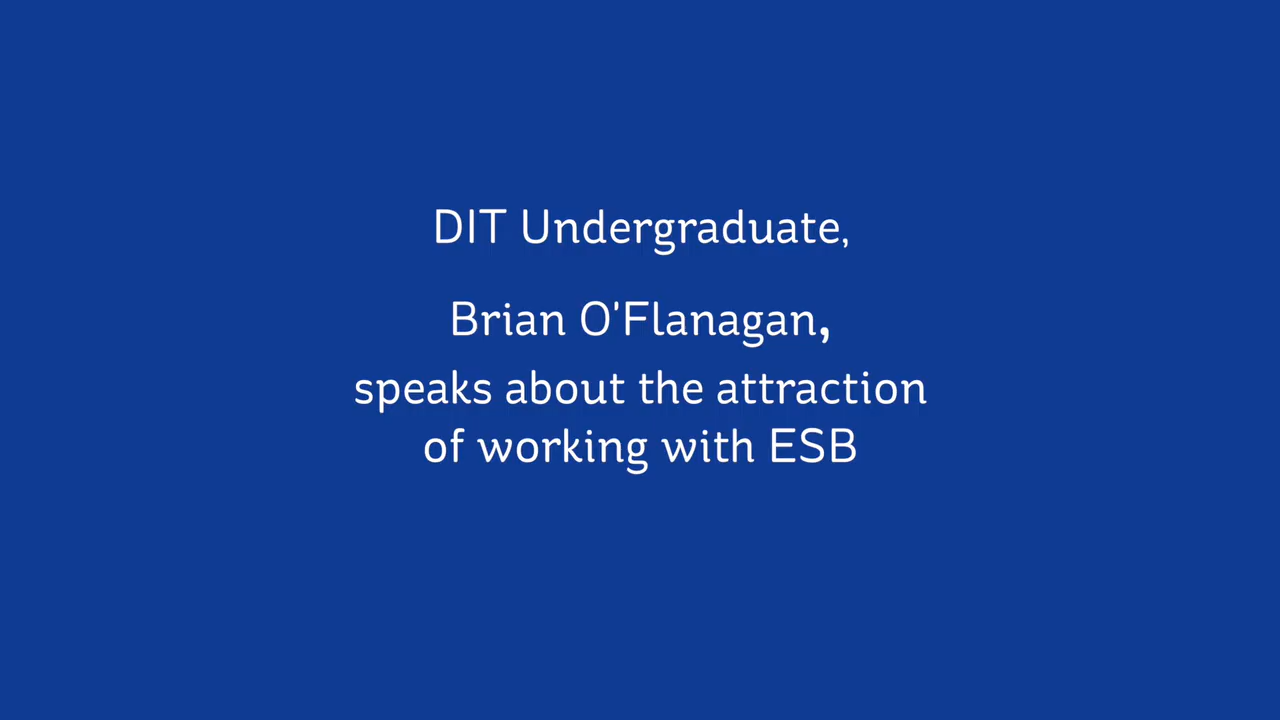 DIT Undergraduate,
Brian O'Flanagan,
speaks about the attraction
of working with ESB